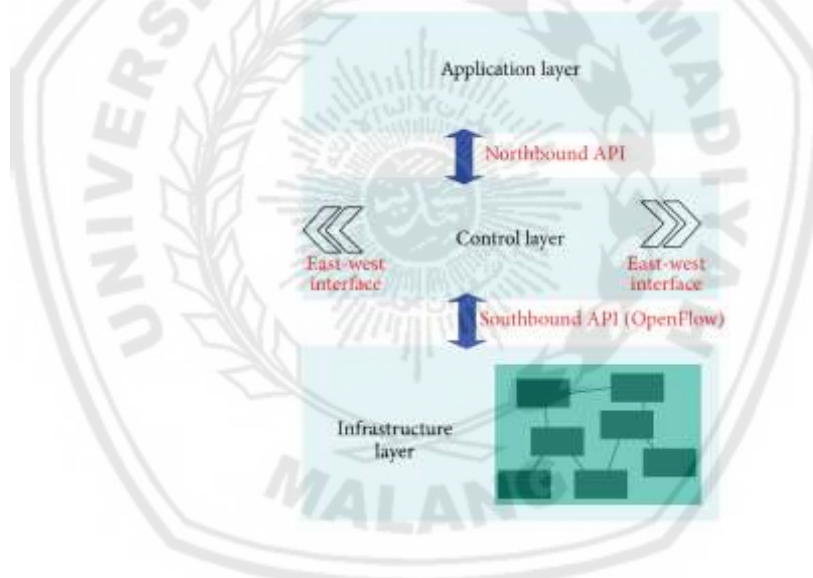 Application layer
Northbound API
Control layer
East-west
interface
East-west
interface
Southbound API (OpenFlow)
Infrastructure
layer
MALANG